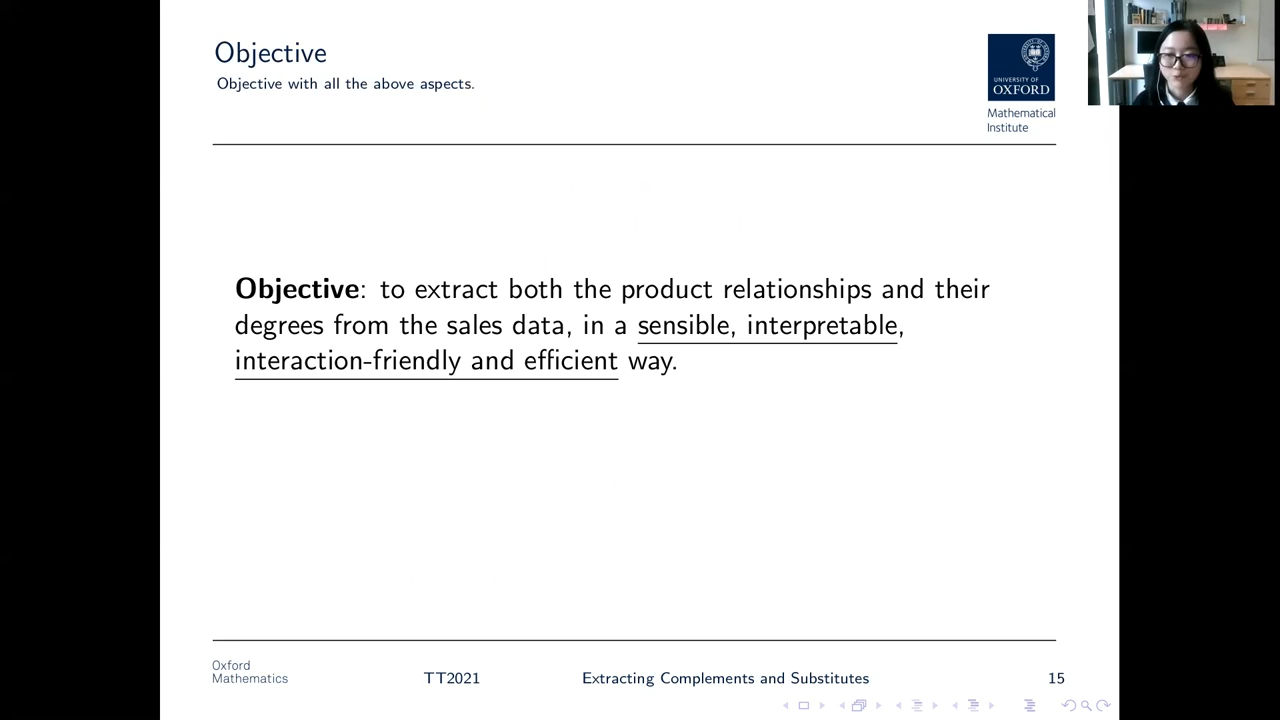 Objective
Objective with all the above aspects.
UNIVERSITY OF
OXFORD
Mathematical
Institute
Objective: to extract both the product relationships and their
degrees from the sales data, in a sensible, interpretable,
interaction-friendly and efficient way.
Oxford
Mathematics
TT2021
Extracting Complements and Substitutes
15